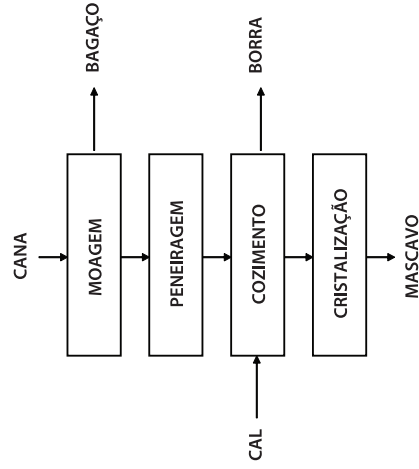 CANA
MOAGEM
BAGAÇO
PENEIRAGEM
CAL
COZIMENTO
BORRA
CRISTALIZAÇÃO
MASCAVO